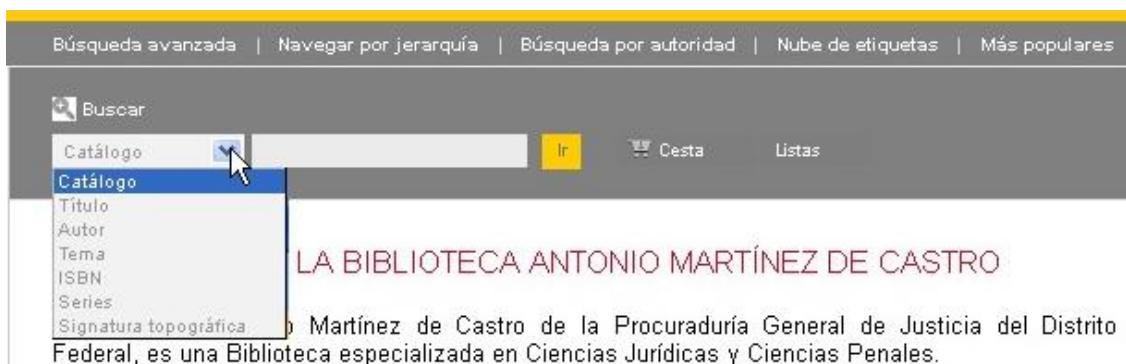 Búsqueda avanzada | Navegar por jerarquía | Búsqueda por autoridad | Nube de etiquetas | Más populares
Buscar
Catálogo Ir Cesta Listas
Catálogo
Título
Autor
Tema
ISBN
Series
Signatura topográfica
LA BIBLIOTECA ANTONIO MARTÍNEZ DE CASTRO
Martínez de Castro de la Procuraduría General de Justicia del Distrito
Federal, es una Biblioteca especializada en Ciencias Jurídicas y Ciencias Penales.